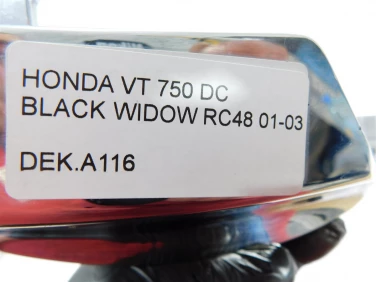 HONDA VT 750 DC
BLACK WIDOW RC48 01-03
DEK.A116